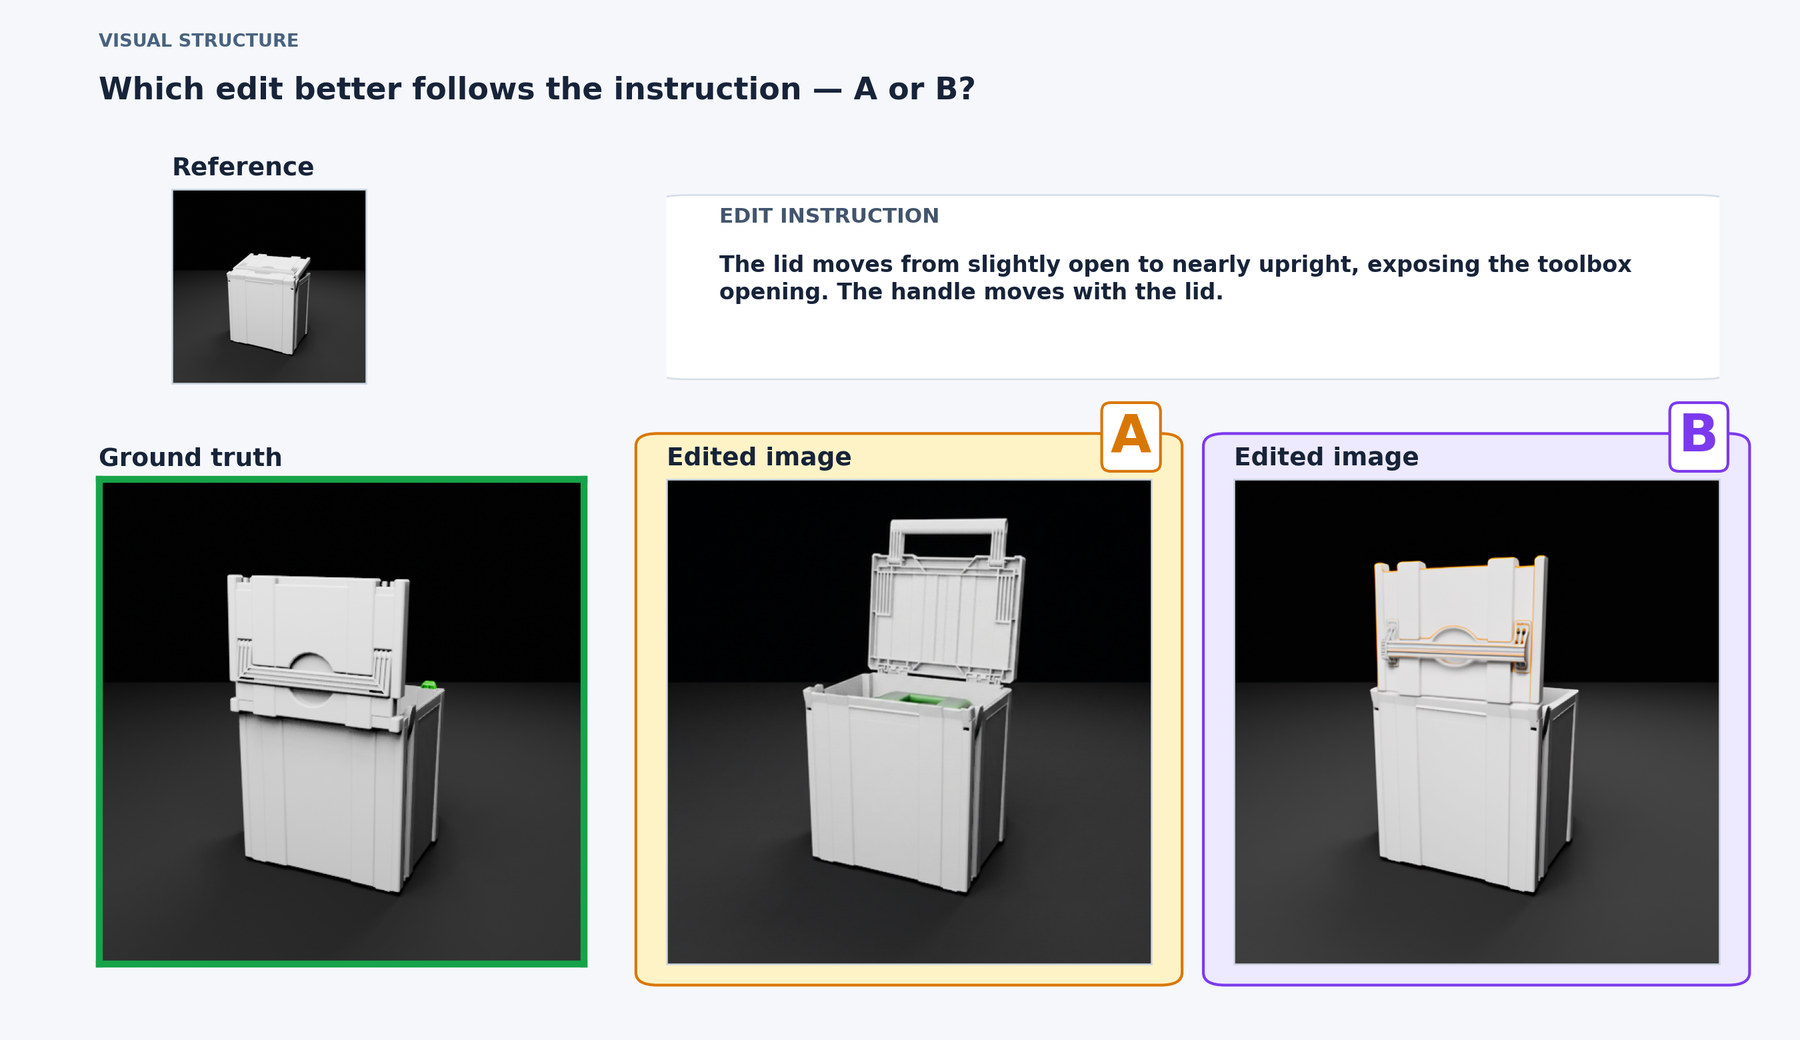 VISUAL STRUCTURE
Which edit better follows the instruction — A or B?
Reference
EDIT INSTRUCTION
The lid moves from slightly open to nearly upright, exposing the toolbox
opening. The handle moves with the lid.
Ground truth
Edited image
A
Edited image
B